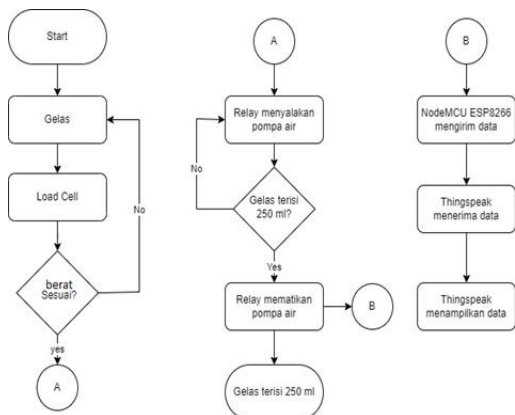 Start
Gelas
Load Cell
berat
Sesuai?
No
yes
A
A
Relay menyalakan
pompa air
No
Gelas terisi
250 ml?
Yes
Relay mematikan
pompa air
B
Gelas terisi 250 ml
B
NodeMCU ESP8266
mengirim data
Thingspeak
menerima data
Thingspeak
menampilkan data